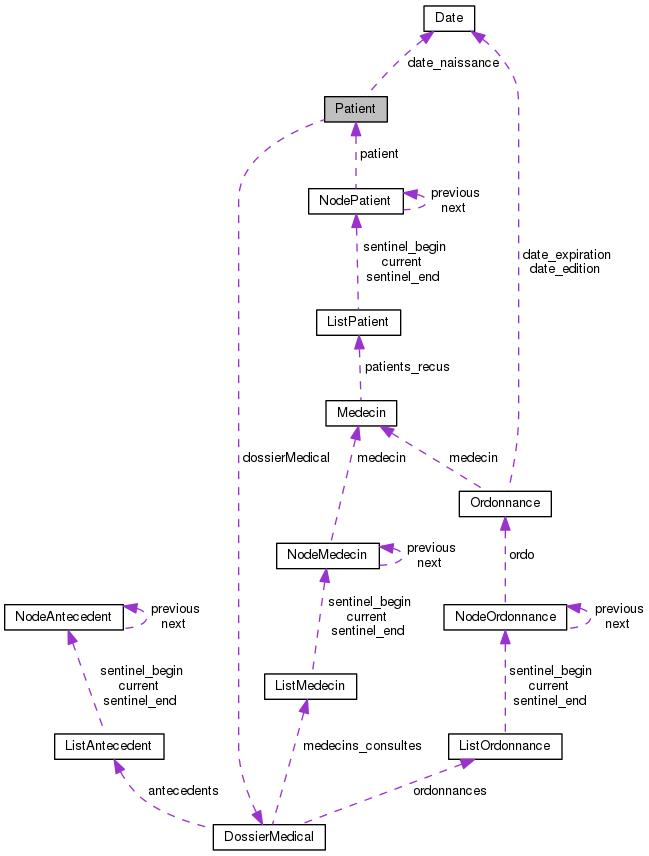 Date
date_naissance
Patient
patient
NodePatient
previous
next
sentinel_begin
current
sentinel_end
date_expiration
date_edition
ListPatient
patients_recus
Medecin
dossierMedical
medecin
medecin
Ordonnance
NodeMedecin
previous
next
ordo
NodeAntecedent
previous
next
sentinel_begin
current
sentinel_end
NodeOrdonnance
previous
next
sentinel_begin
current
sentinel_end
ListMedecin
sentinel_begin
current
sentinel_end
ListAntecedent
medecins_consultes
ListOrdonnance
antecedents
ordonnances
DossierMedical